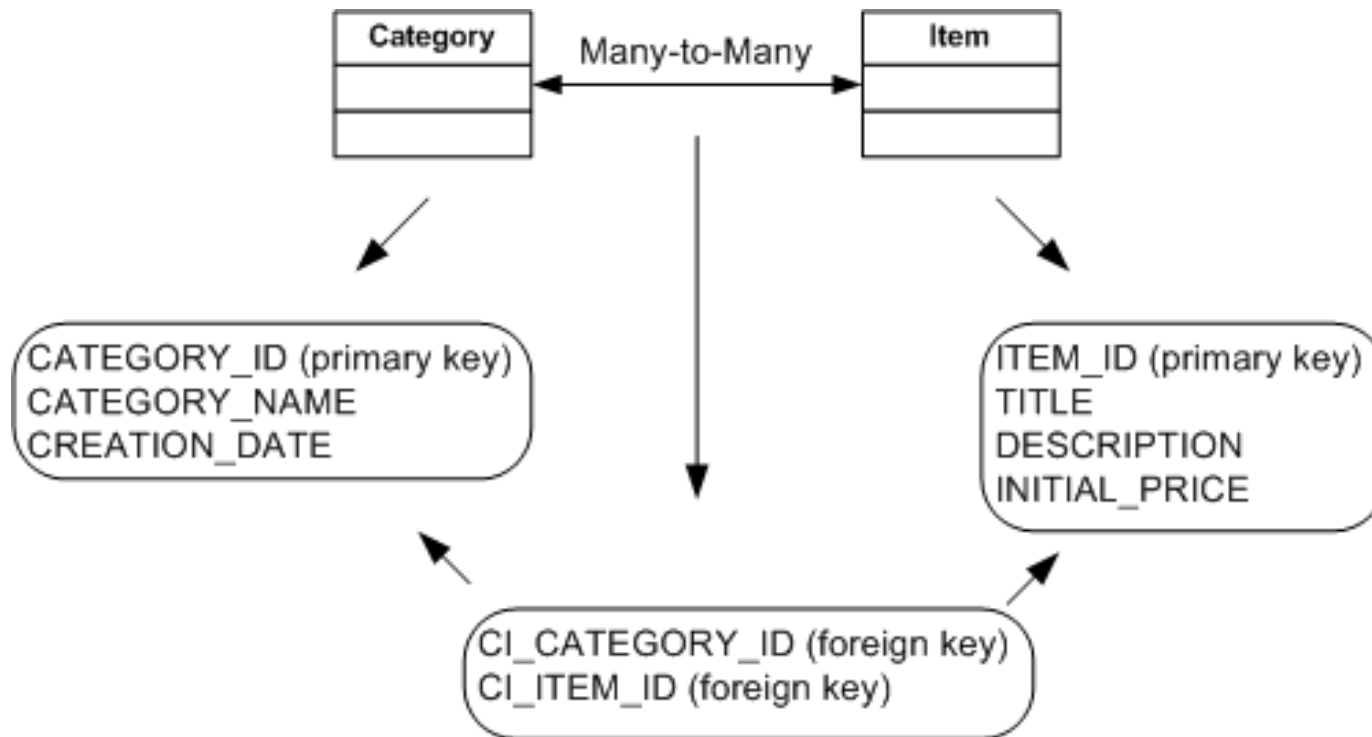 Category
Many-to-Many
Item
CATEGORY_ID (primary key)
CATEGORY_NAME
CREATION_DATE
ITEM_ID (primary key)
TITLE
DESCRIPTION
INITIAL_PRICE
CI_CATEGORY_ID (foreign key)
CI_ITEM_ID (foreign key)